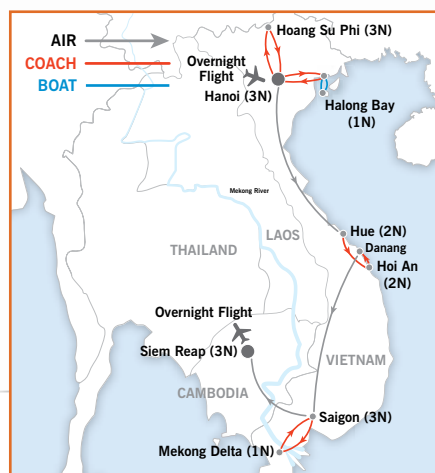 AIR
COACH
BOAT
Hoang Su Phi (3N)
Overnight
Flight
Hanoi (3N)
Halong Bay
(1N)
Mekong River
LAOS
THAILAND
Hue (2N)
Danang
Hoi An
(2N)
Overnight Flight
Siem Reap (3N)
VIETNAM
CAMBODIA
Saigon (3N)
Mekong Delta (1N)